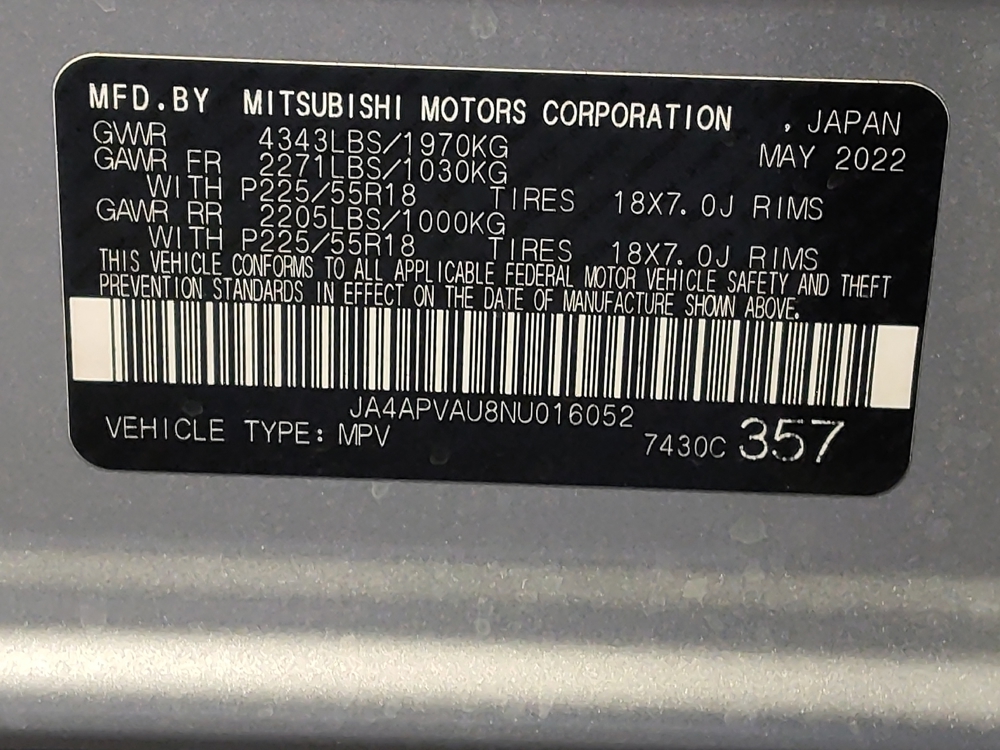 MFD.BY MITSUBISHI MOTORS CORPORATION , JAPAN
GVWR 4343LBS/1970KG MAY 2022
GAWR FR 2271LBS/1030KG
WITH P225/55R18 TIRES 18X7.0J RIMS
GAWR RR 2205LBS/1000KG
WITH P225/55R18 TIRES 18X7.0J RIMS
THIS VEHICLE CONFORMS TO ALL APPLICABLE FEDERAL MOTOR VEHICLE SAFETY AND THEFT
PREVENTION STANDARDS IN EFFECT ON THE DATE OF MANUFACTURE SHOWN ABOVE.
JA4APVAU8NU016052
VEHICLE TYPE: MPV 7430C 357